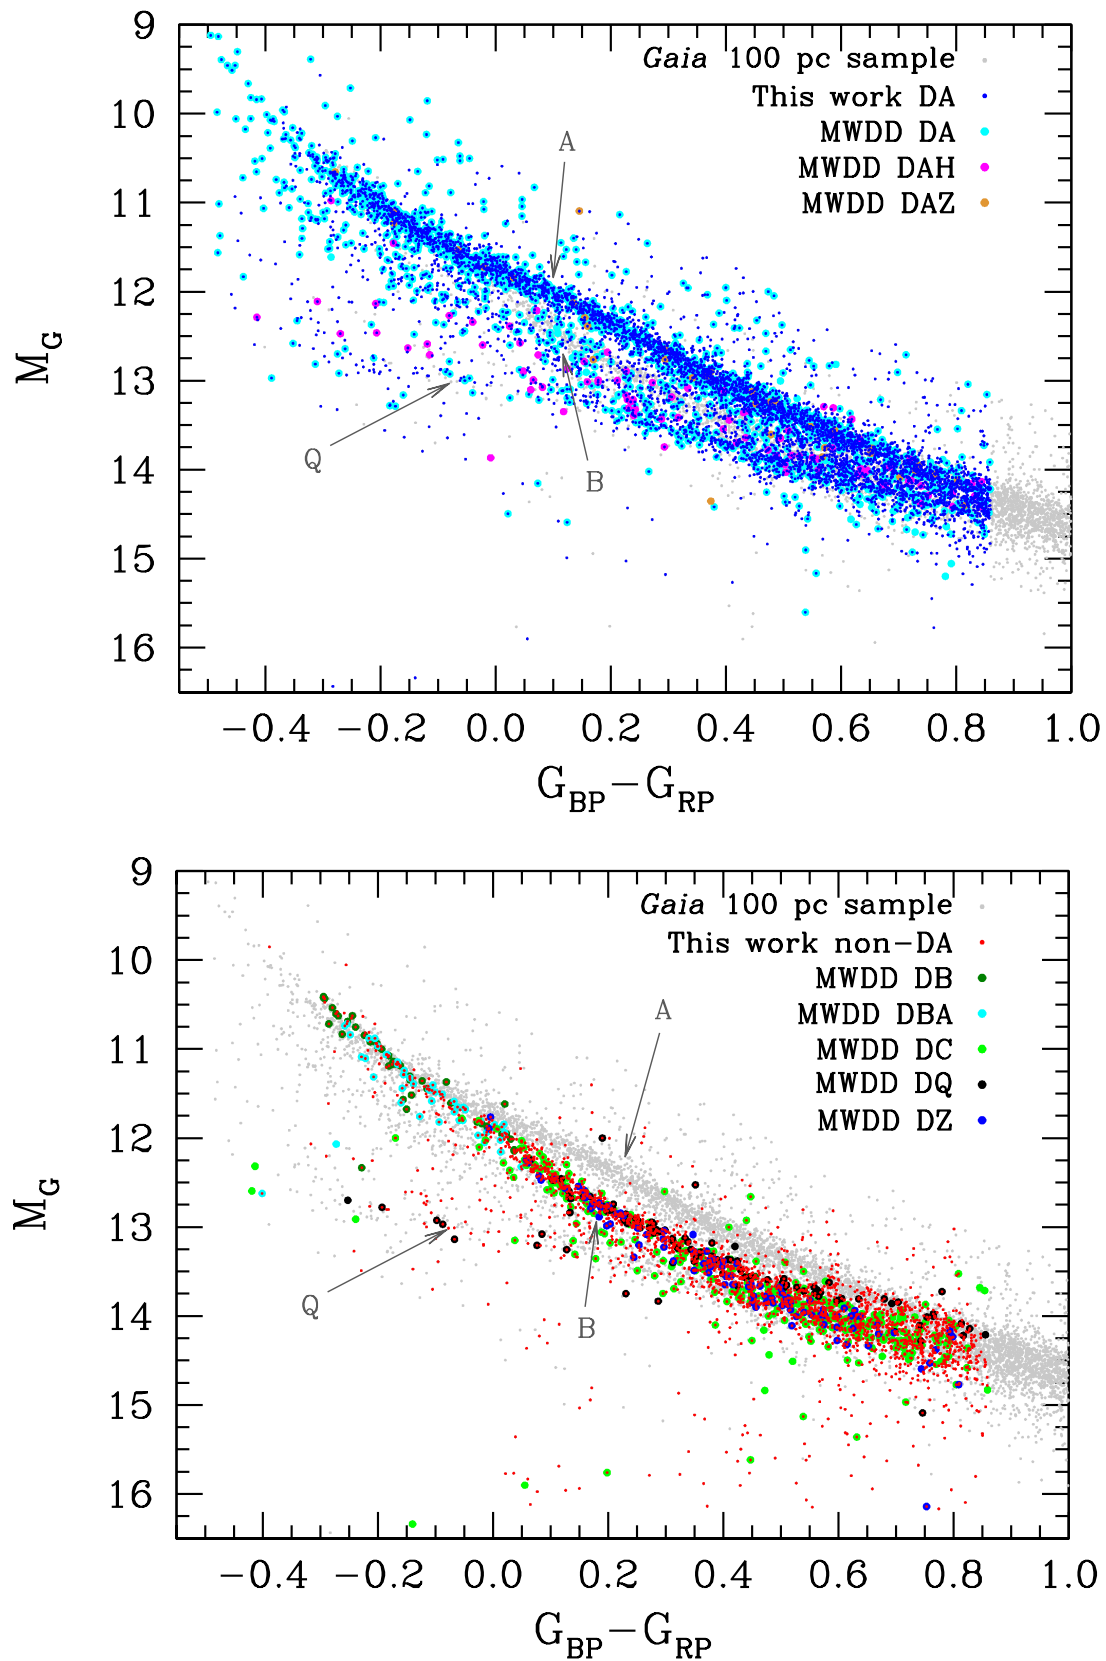 9
10
11
12
13
14
15
16
M_G
Gaia 100 pc sample
This work DA
MWDD DA
MWDD DAH
MWDD DAZ
A
Q
B
−0.4 −0.2 0.0 0.2 0.4 0.6 0.8 1.0
G_BP−G_RP
9
10
11
12
13
14
15
16
M_G
Gaia 100 pc sample
This work non−DA
MWDD DB
MWDD DBA
MWDD DC
MWDD DQ
MWDD DZ
A
Q
B
−0.4 −0.2 0.0 0.2 0.4 0.6 0.8 1.0
G_BP−G_RP